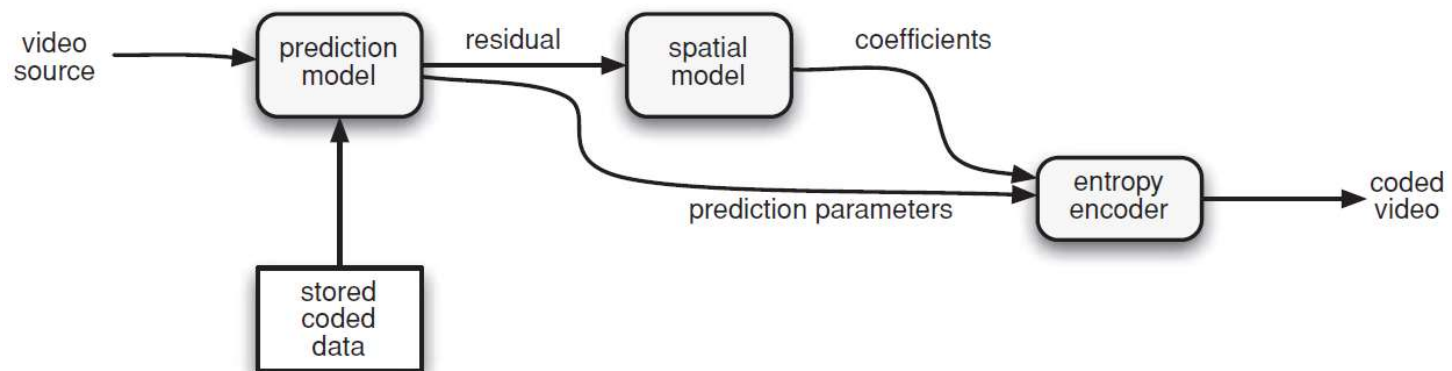 video
source
prediction
model
residual
spatial
model
coefficients
prediction parameters
entropy
encoder
coded
video
stored
coded
data